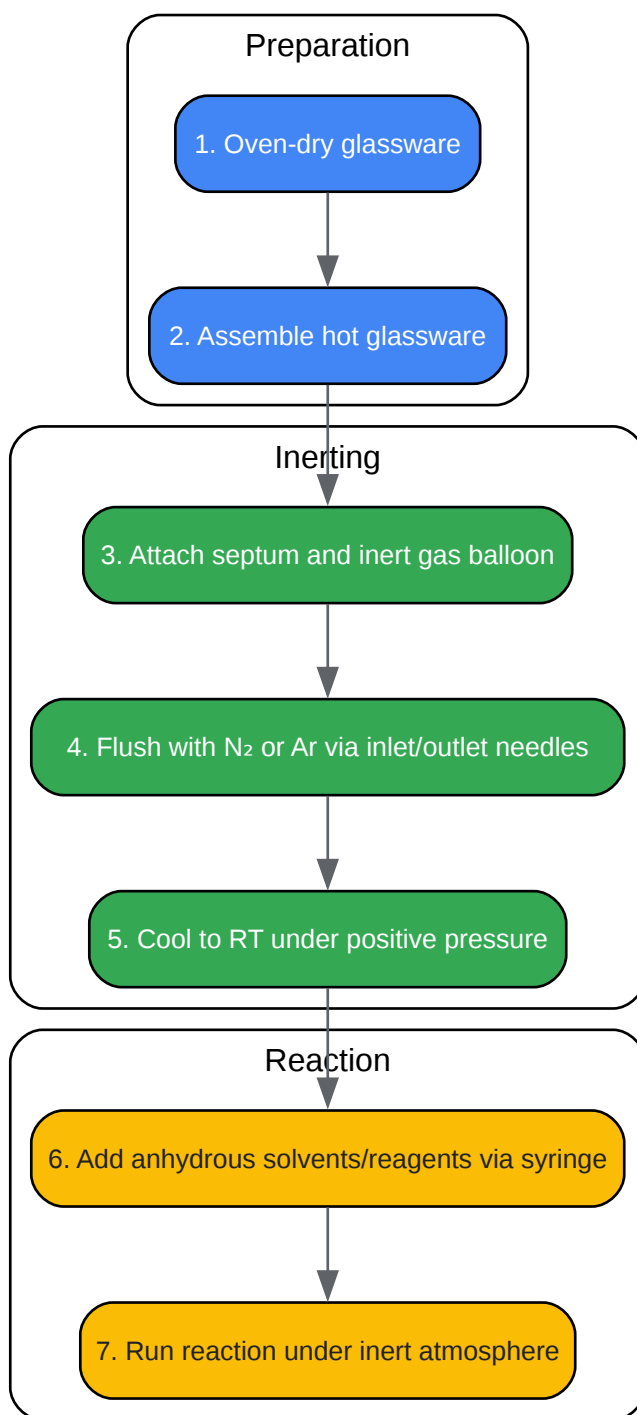 Preparation
1. Oven-dry glassware
2. Assemble hot glassware
Inerting
3. Attach septum and inert gas balloon
4. Flush with N₂ or Ar via inlet/outlet needles
5. Cool to RT under positive pressure
Reaction
6. Add anhydrous solvents/reagents via syringe
7. Run reaction under inert atmosphere